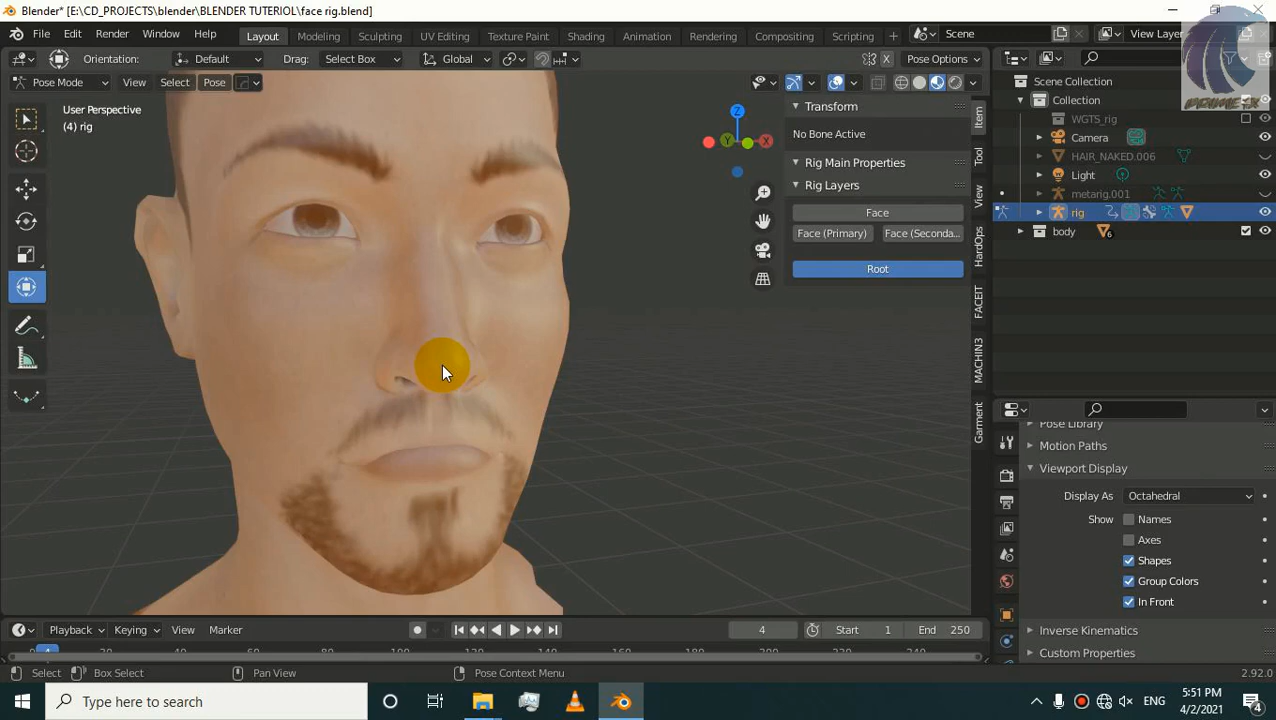 Blender* [E:\CD_PROJECTS\blender\BLENDER TUTERIOL\face rig.blend]
File Edit Render Window Help Layout Modeling Sculpting UV Editing Texture Paint Shading Animation Rendering Compositing Scripting + Scene View Layer
Orientation: Default Drag: Select Box Global X Pose Options
Pose Mode View Select Pose
User Perspective
(4) rig
Z
Y X
Transform
No Bone Active
Rig Main Properties
Rig Layers
Face
Face (Primary) Face (Seconda...
Root
Item
Tool
View
HardOps
FACEIT
MACHIN3
Garment
Scene Collection
Collection
WGTS_rig
Camera
HAIR_NAKED.006
Light
metarig.001
rig
body 6
Pose Library
Motion Paths
Viewport Display
Display As Octahedral
Show Names
Axes
Shapes
Group Colors
In Front
Inverse Kinematics
Custom Properties
Playback Keying View Marker 4 Start 1 End 250
4
Select Box Select Pan View Pose Context Menu 2.92.0
Type here to search
ENG
5:51 PM
4/2/2021
4